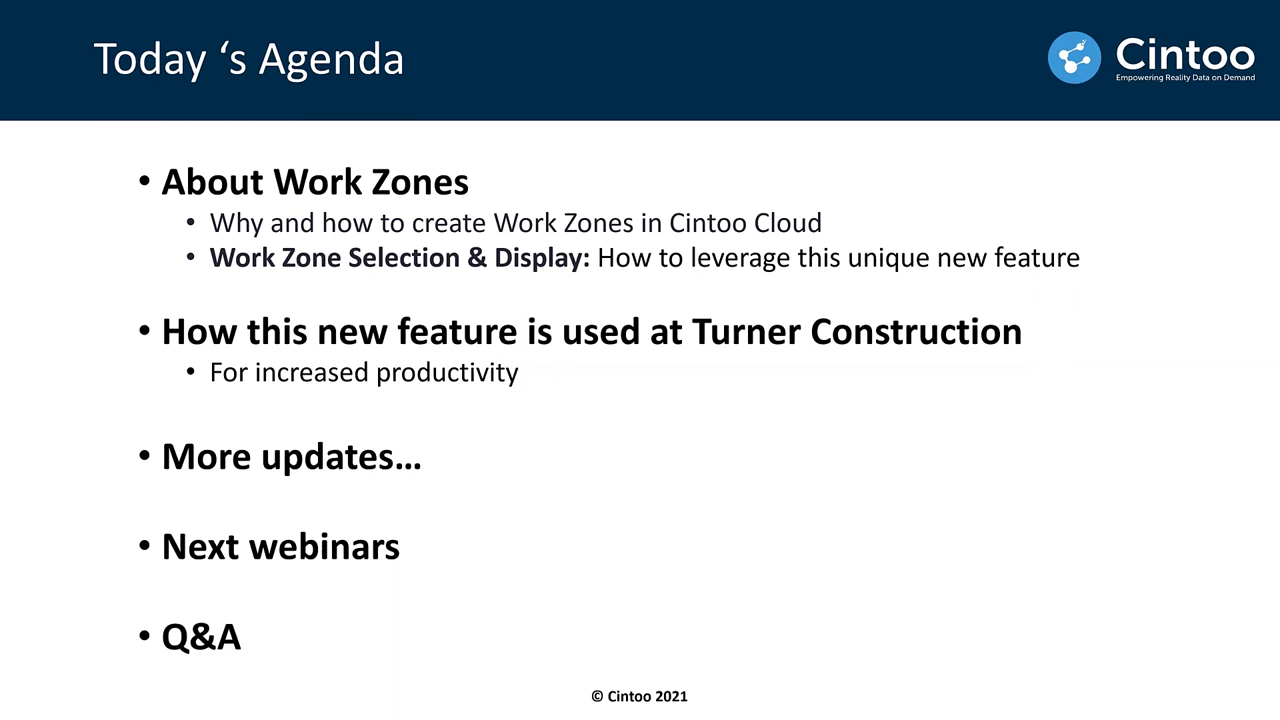 Today ‘s Agenda
Cintoo
Empowering Reality Data on Demand
• About Work Zones
• Why and how to create Work Zones in Cintoo Cloud
• Work Zone Selection & Display: How to leverage this unique new feature
• How this new feature is used at Turner Construction
• For increased productivity
• More updates…
• Next webinars
• Q&A
© Cintoo 2021